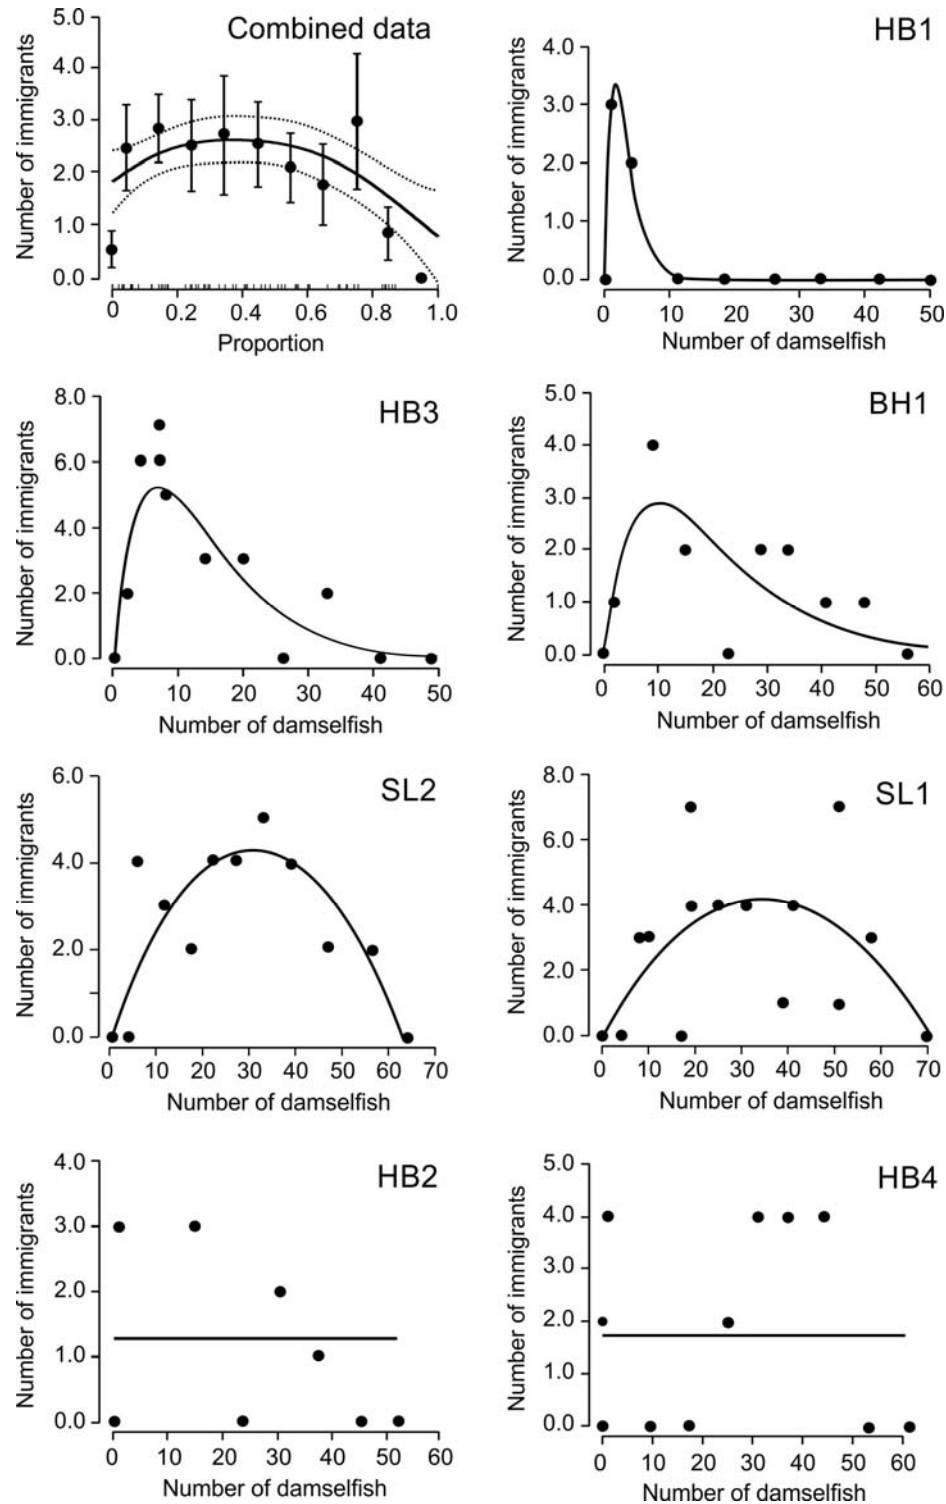 Combined data
Number of immigrants
5.0
4.0
3.0
2.0
1.0
0.0
0 0.2 0.4 0.6 0.8 1.0
Proportion
HB1
Number of immigrants
4.0
3.0
2.0
1.0
0.0
0 10 20 30 40 50
Number of damselfish
HB3
Number of immigrants
8.0
6.0
4.0
2.0
0.0
0 10 20 30 40 50
Number of damselfish
BH1
Number of immigrants
5.0
4.0
3.0
2.0
1.0
0.0
0 10 20 30 40 50 60
Number of damselfish
SL2
Number of immigrants
6.0
4.0
2.0
0.0
0 10 20 30 40 50 60 70
Number of damselfish
SL1
Number of immigrants
8.0
6.0
4.0
2.0
0.0
0 10 20 30 40 50 60 70
Number of damselfish
HB2
Number of immigrants
4.0
3.0
2.0
1.0
0.0
0 10 20 30 40 50 60
Number of damselfish
HB4
Number of immigrants
5.0
4.0
3.0
2.0
1.0
0.0
0 10 20 30 40 50 60
Number of damselfish